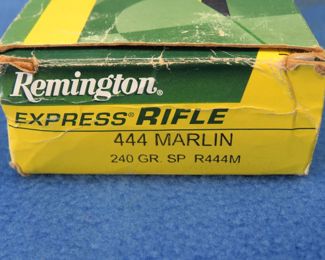 Remington®
EXPRESS® RIFLE
444 MARLIN
240 GR. SP R444M